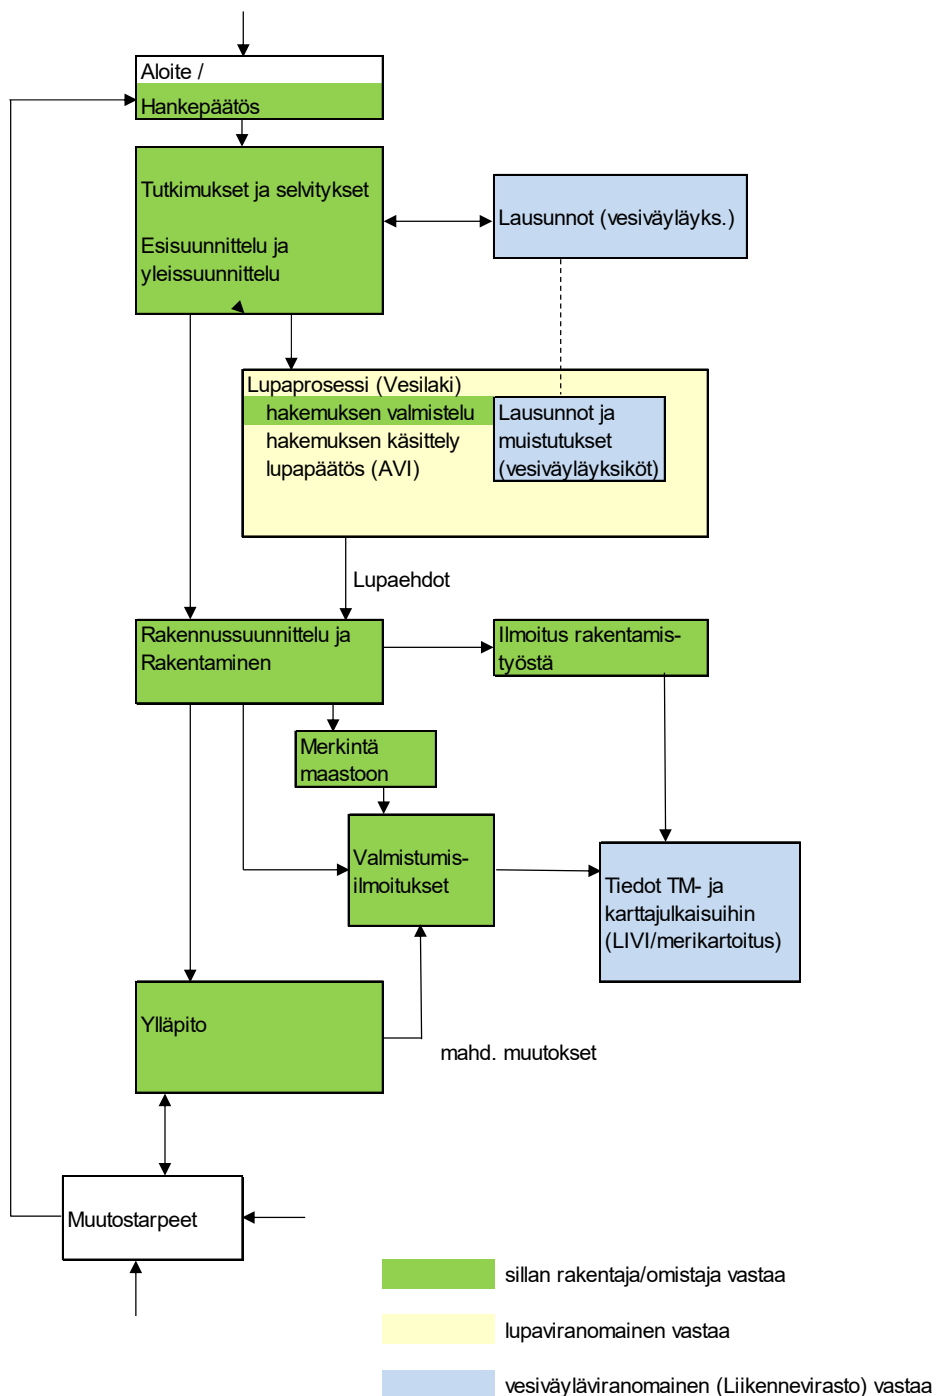 Aloite /
Hankepäätös
Tutkimukset ja selvitykset
Esisuunnittelu ja
yleissuunnittelu
Lausunnot (vesiväyläyks.)
Lupaprosessi (Vesilaki)
hakemuksen valmistelu
hakemuksen käsittely
lupapäätös (AVI)
Lausunnot ja
muistutukset
(vesiväyläyksiköt)
Lupaehdot
Rakennussuunnittelu ja
Rakentaminen
Ilmoitus rakentamis-
työstä
Merkintä
maastoon
Valmistumis-
ilmoitukset
Tiedot TM- ja
karttajulkaisuihin
(LIVI/merikartoitus)
Ylläpito
mahd. muutokset
Muutostarpeet
sillan rakentaja/omistaja vastaa
lupaviranomainen vastaa
vesiväyläviranomainen (Liikennevirasto) vastaa